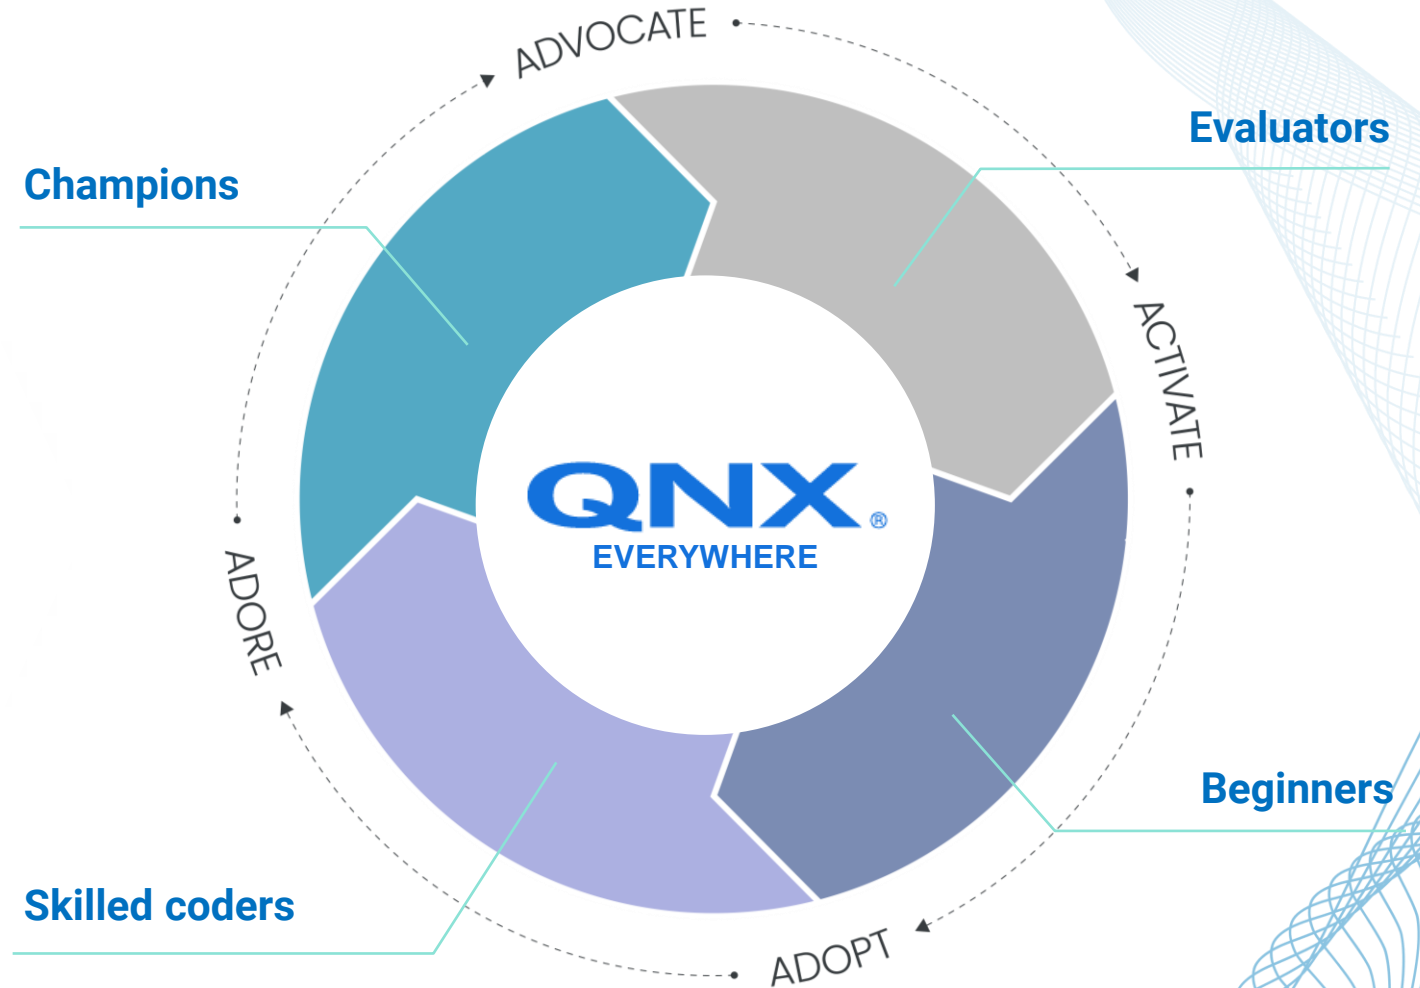 ADVOCATE
Evaluators
Champions
ACTIVATE
QNX®
EVERYWHERE
ADORE
Beginners
Skilled coders
ADOPT